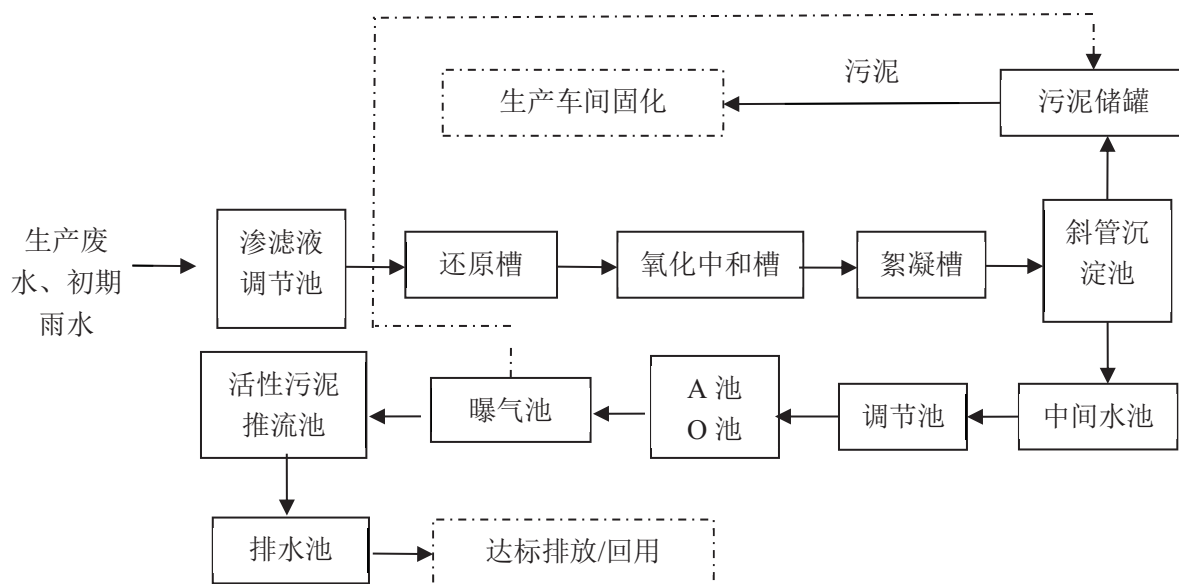 污泥
生产车间固化
污泥储罐
生产废
水、初期
雨水
渗滤液
调节池
还原槽
氧化中和槽
絮凝槽
斜管沉
淀池
活性污泥
推流池
曝气池
A 池
O 池
调节池
中间水池
排水池
达标排放/回用